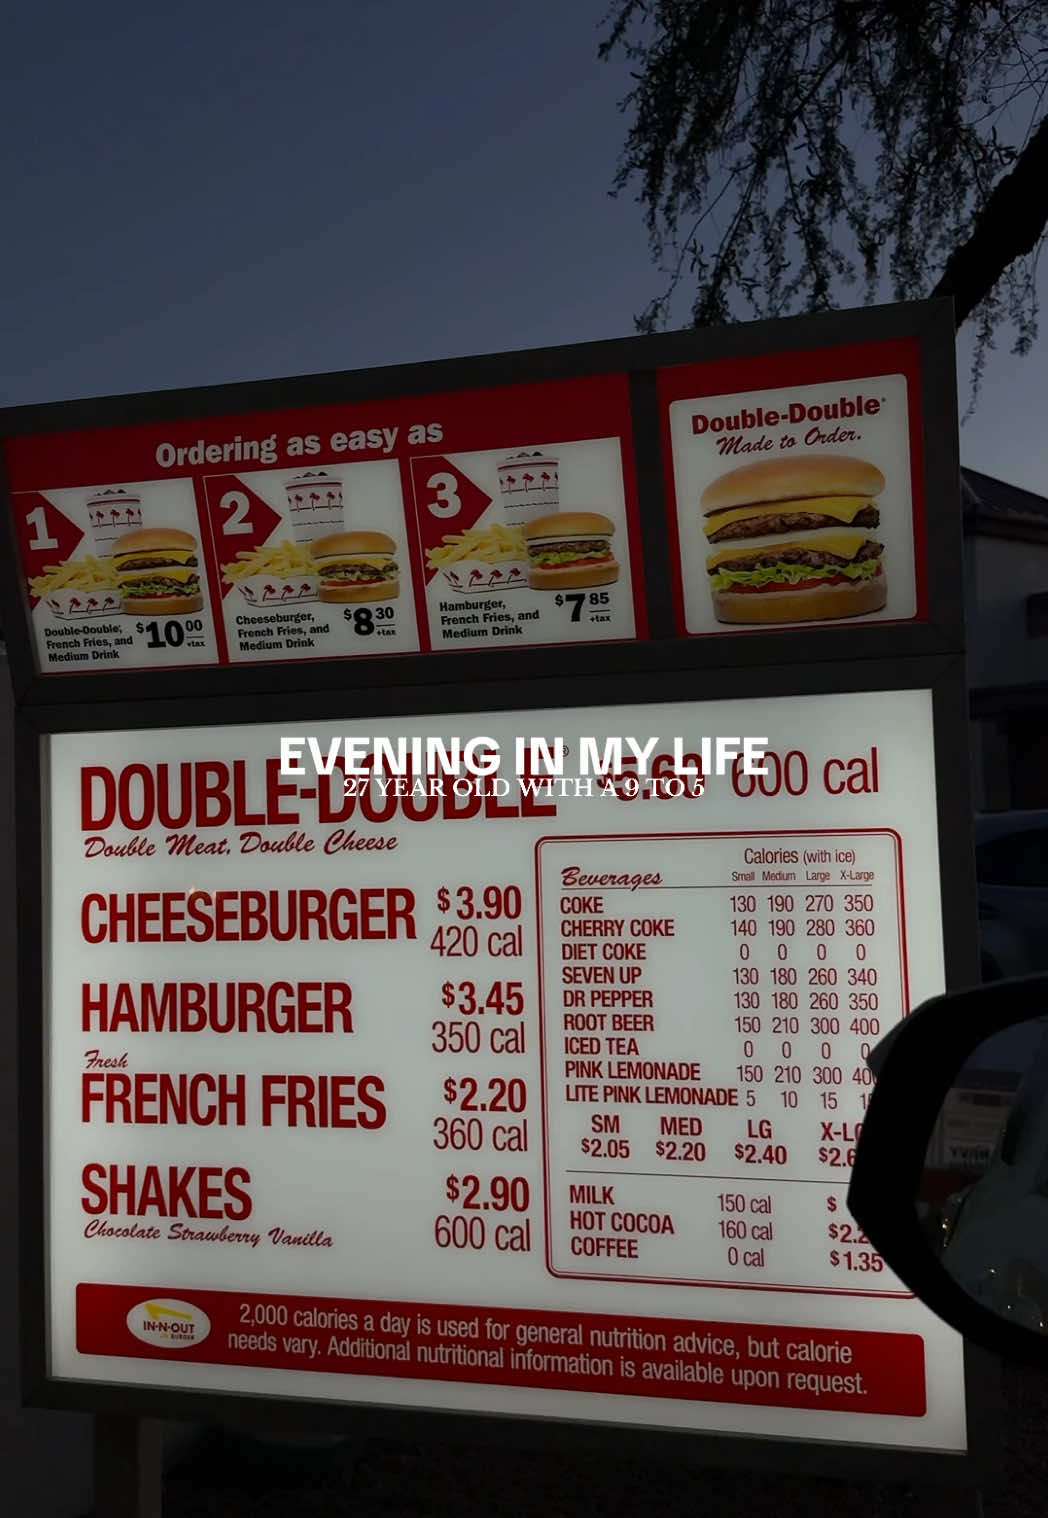 Ordering as easy as
1
Double-Double,® French Fries, and Medium Drink
$10.00 +tax
2
Cheeseburger, French Fries, and Medium Drink
$8.30 +tax
3
Hamburger, French Fries, and Medium Drink
$7.85 +tax
Double-Double®
Made to Order.
EVENING IN MY LIFE
27 YEAR OLD WITH A 9 TO 5
DOUBLE-DOUBLE® 600 cal
Double Meat, Double Cheese
CHEESEBURGER $3.90
420 cal
HAMBURGER $3.45
350 cal
Fresh
FRENCH FRIES $2.20
360 cal
SHAKES $2.90
Chocolate Strawberry Vanilla 600 cal
Calories (with ice)
Beverages Small Medium Large X-Large
COKE 130 190 270 350
CHERRY COKE 140 190 280 360
DIET COKE 0 0 0 0
SEVEN UP 130 180 260 340
DR PEPPER 130 180 260 350
ROOT BEER 150 210 300 400
ICED TEA 0 0 0 0
PINK LEMONADE 150 210 300
LITE PINK LEMONADE 5 10 15
SM MED LG
$2.05 $2.20 $2.40
MILK 150 cal $
HOT COCOA 160 cal
COFFEE 0 cal $1.35
IN-N-OUT
BURGER
2,000 calories a day is used for general nutrition advice, but calorie
needs vary. Additional nutritional information is available upon request.